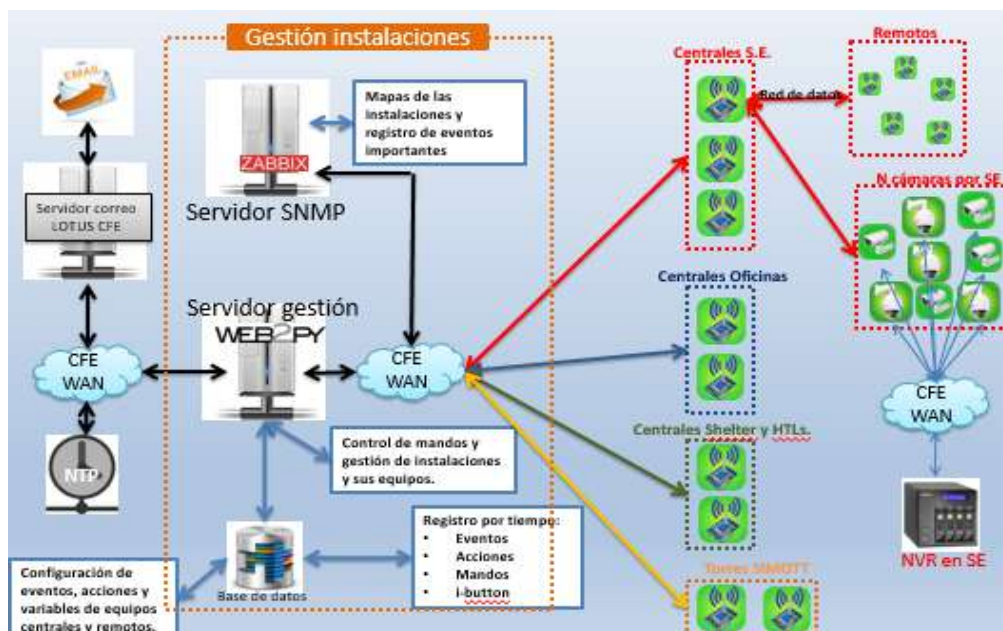 Gestión instalaciones
EMAIL
Servidor correo
LOTUS CFE
CFE
WAN
NTP
Mapas de las
instalaciones y
registro de eventos
importantes
ZABBIX
Servidor SNMP
Servidor gestión
WEB2PY
CFE
WAN
Control de mandos y
gestión de instalaciones
y sus equipos.
Base de datos
Registro por tiempo:
• Eventos
• Acciones
• Mandos
• i-button
Configuración de
eventos, acciones y
variables de equipos
centrales y remotos.
Centrales S.E.
Red de datos
Remotos
N cámaras por SE.
Centrales Oficinas
Centrales Shelter y HTLs.
Torres SIMOTT
CFE
WAN
NVR en SE